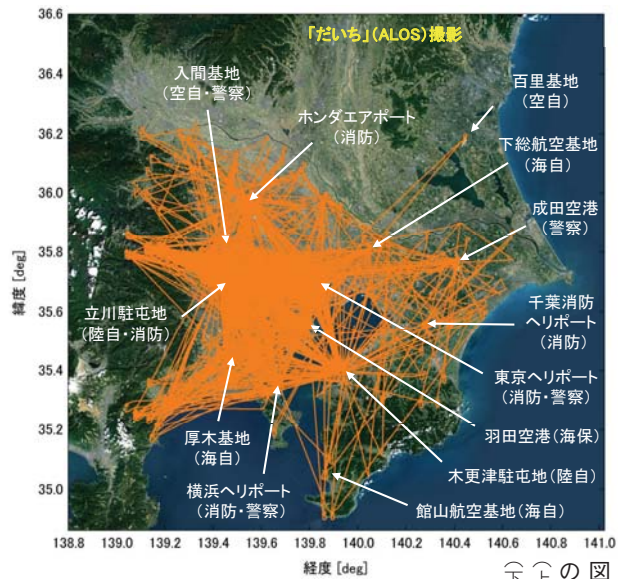 「だいち」(ALOS)撮影
入間基地
(空自・警察)
ホンダエアポート
(消防)
百里基地
(空自)
下総航空基地
(海自)
成田空港
(警察)
千葉消防
ヘリポート
(消防)
東京ヘリポート
(消防・警察)
羽田空港(海保)
木更津駐屯地(陸自)
館山航空基地(海自)
立川駐屯地
(陸自・消防)
厚木基地
(海自)
横浜ヘリポート
(消防・警察)
緯度 [deg]
36.6
36.4
36.2
36.0
35.8
35.6
35.4
35.2
35.0
138.8 139.0 139.2 139.4 139.6 139.8 140.0 140.2 140.4 140.6 140.8 141.0
経度 [deg]
図
の
(上
(下